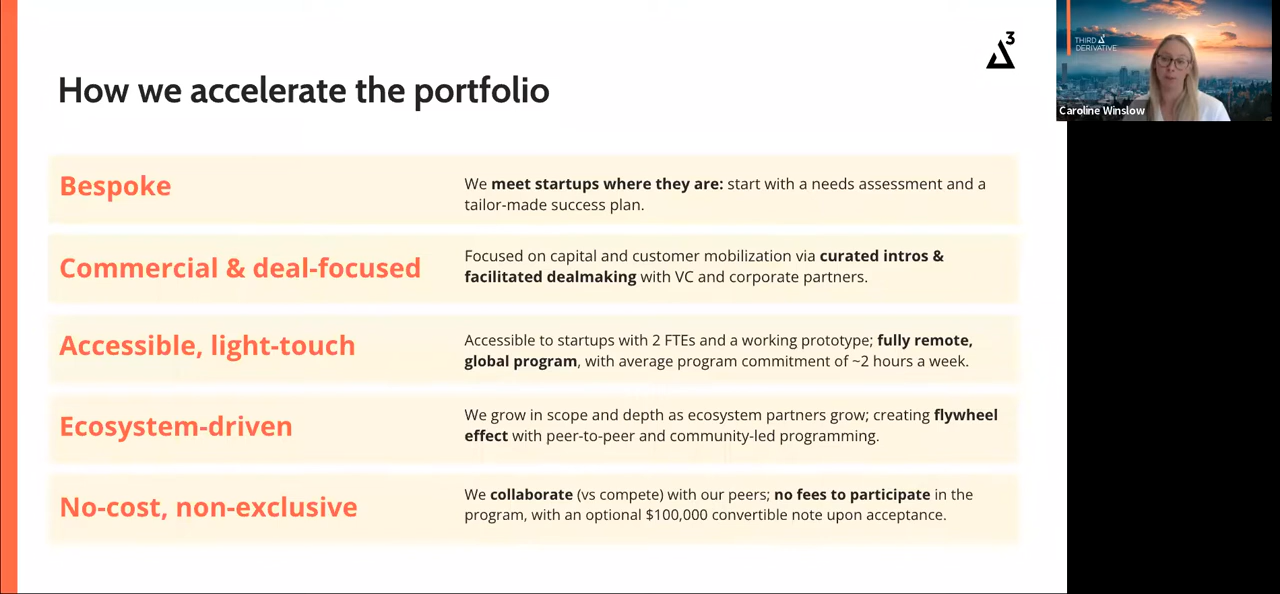 3
How we accelerate the portfolio
THIRD
DERIVATIVE
Caroline Winslow
Bespoke
We meet startups where they are: start with a needs assessment and a
tailor-made success plan.
Commercial & deal-focused
Focused on capital and customer mobilization via curated intros &
facilitated dealmaking with VC and corporate partners.
Accessible, light-touch
Accessible to startups with 2 FTEs and a working prototype; fully remote,
global program, with average program commitment of ~2 hours a week.
Ecosystem-driven
We grow in scope and depth as ecosystem partners grow; creating flywheel
effect with peer-to-peer and community-led programming.
No-cost, non-exclusive
We collaborate (vs compete) with our peers; no fees to participate in the
program, with an optional $100,000 convertible note upon acceptance.